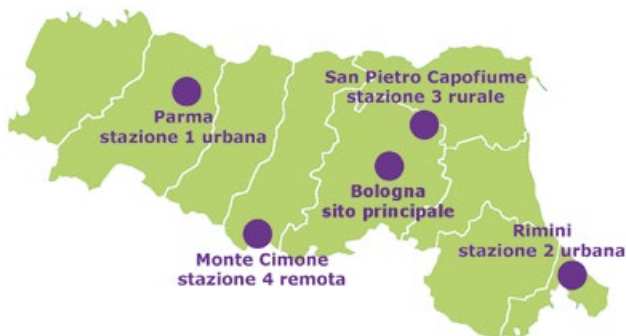 San Pietro Capofiume
stazione 3 rurale
Parma
stazione 1 urbana
Bologna
sito principale
Rimini
stazione 2 urbana
Monte Cimone
stazione 4 remota